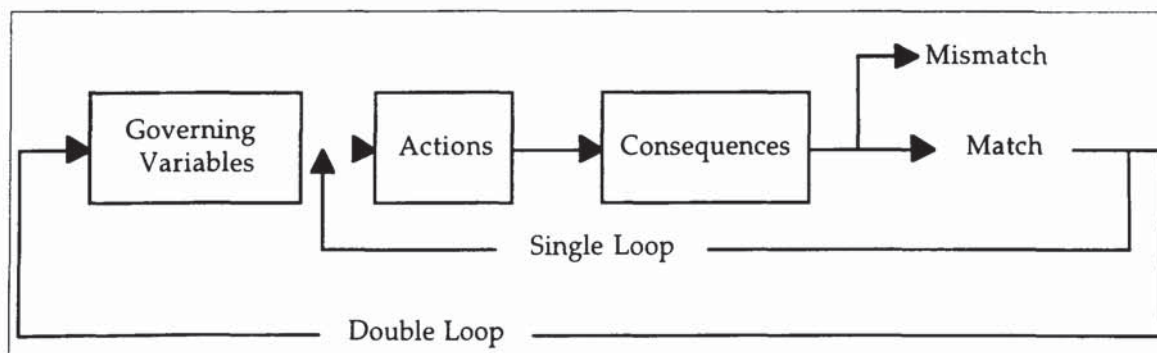 Mismatch
Governing
Variables
Actions
Consequences
Match
Single Loop
Double Loop